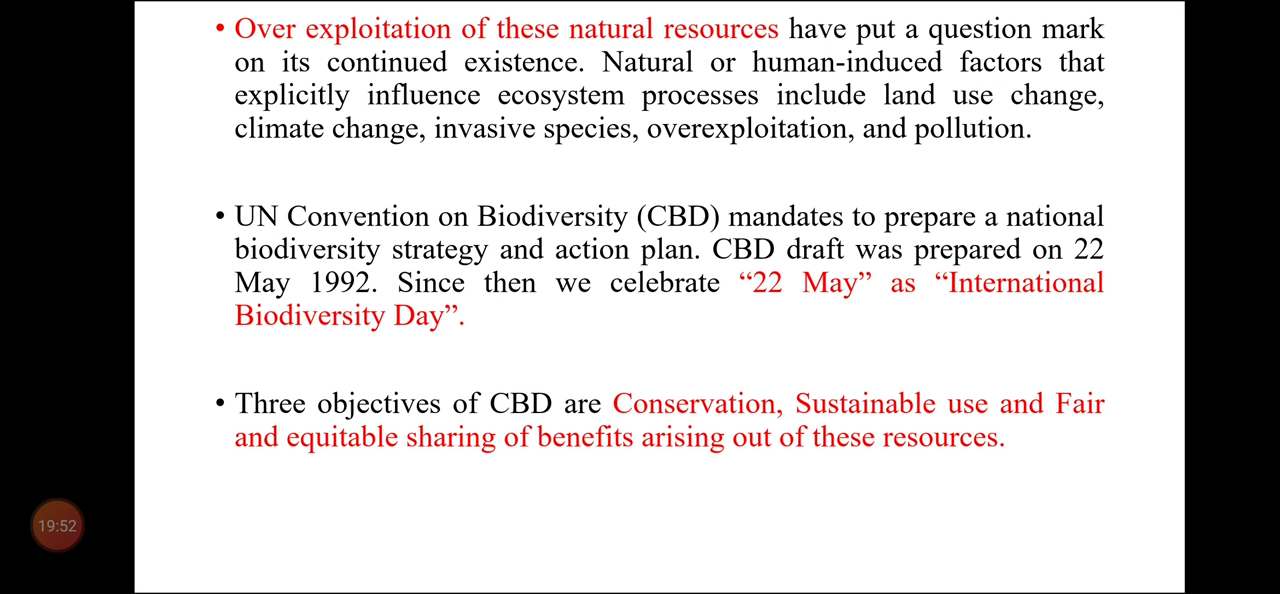 • Over exploitation of these natural resources have put a question mark
on its continued existence. Natural or human-induced factors that
explicitly influence ecosystem processes include land use change,
climate change, invasive species, overexploitation, and pollution.
• UN Convention on Biodiversity (CBD) mandates to prepare a national
biodiversity strategy and action plan. CBD draft was prepared on 22
May 1992. Since then we celebrate “22 May” as “International
Biodiversity Day”.
• Three objectives of CBD are Conservation, Sustainable use and Fair
and equitable sharing of benefits arising out of these resources.
19:52